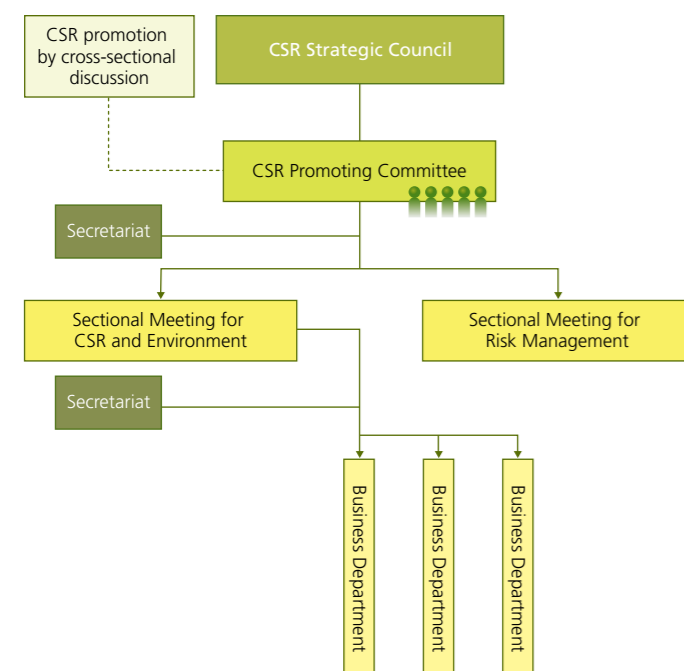 CSR promotion
by cross-sectional
discussion
CSR Strategic Council
CSR Promoting Committee
Secretariat
Sectional Meeting for
CSR and Environment
Sectional Meeting for
Risk Management
Secretariat
Business Department
Business Department
Business Department